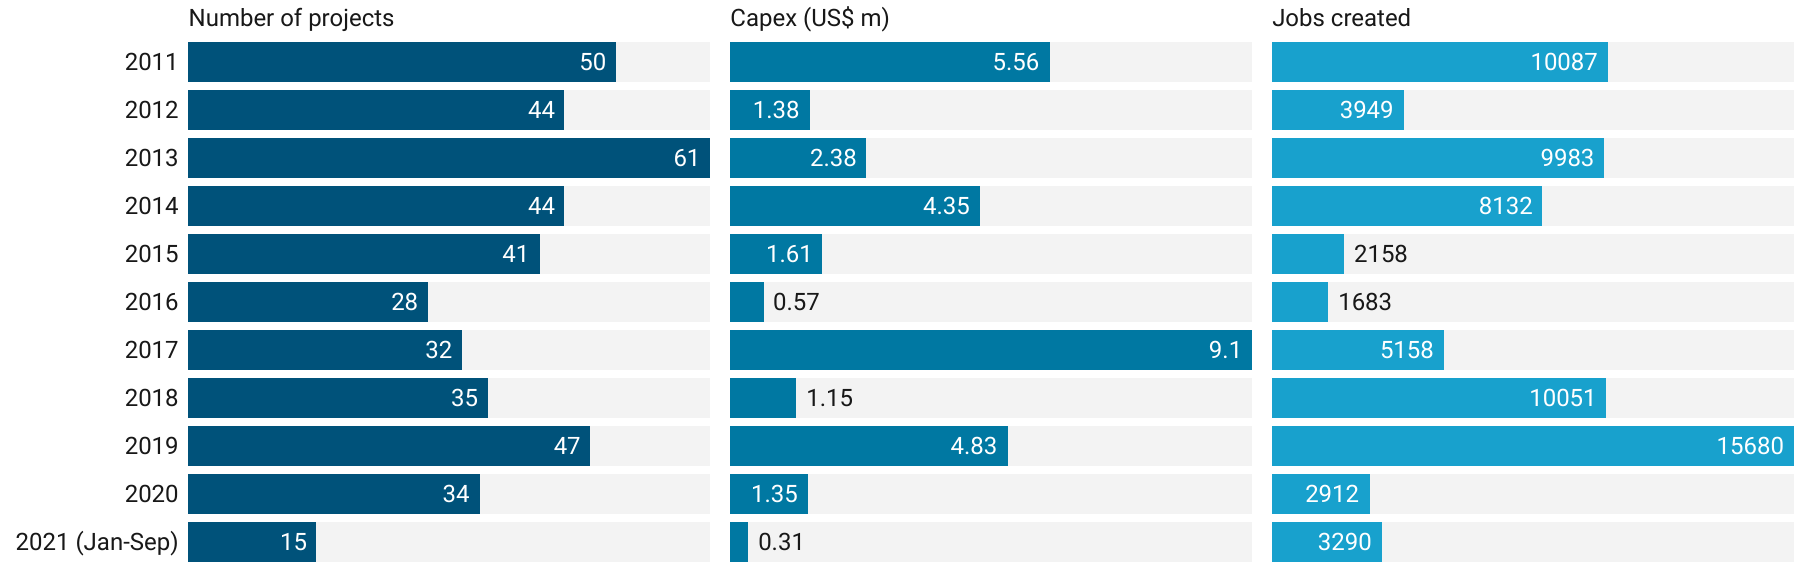 Number of projects Capex (US$ m) Jobs created
2011 50 5.56 10087
2012 44 1.38 3949
2013 61 2.38 9983
2014 44 4.35 8132
2015 41 1.61 2158
2016 28 0.57 1683
2017 32 9.1 5158
2018 35 1.15 10051
2019 47 4.83 15680
2020 34 1.35 2912
2021 (Jan-Sep) 15 0.31 3290